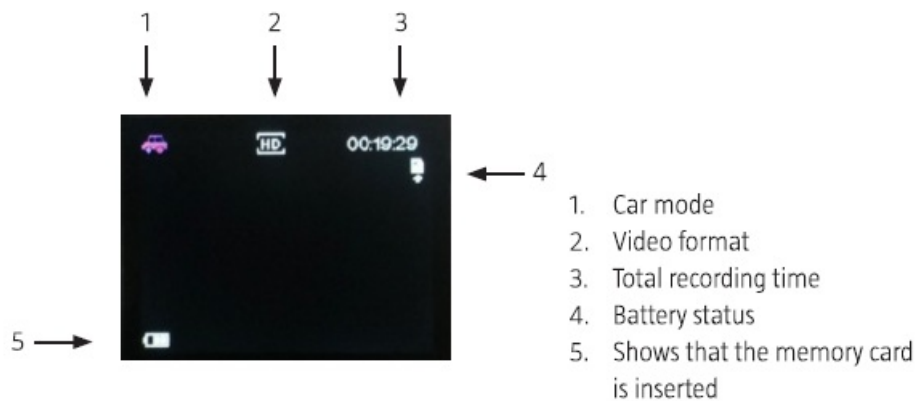 1 2 3
HD 00:19:29
4
1. Car mode
2. Video format
3. Total recording time
4. Battery status
5. Shows that the memory card
is inserted
5